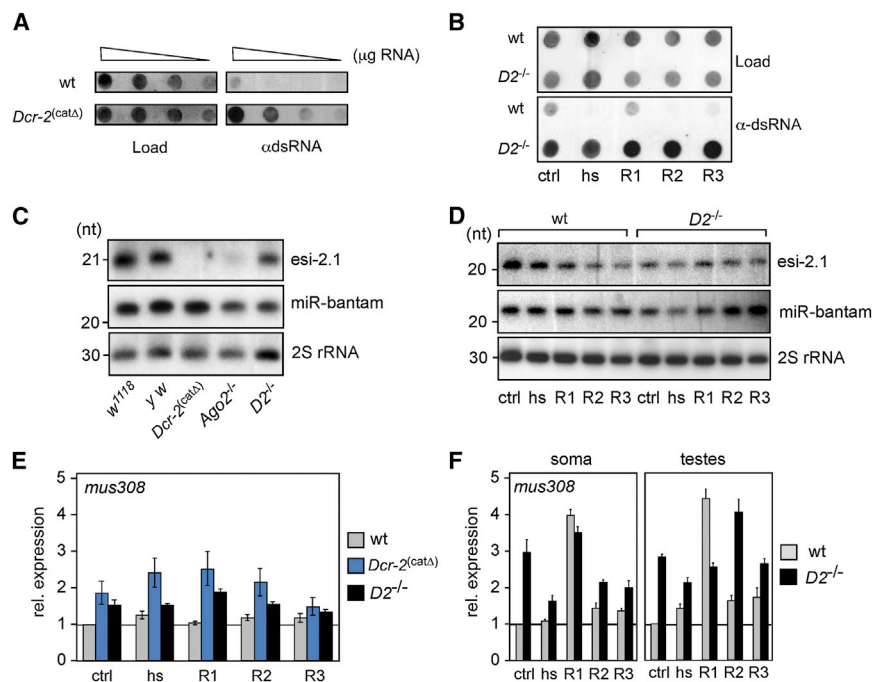 A
(µg RNA)
wt
Dcr-2(catΔ)
Load
αdsRNA
B
wt
D2-/-
Load
wt
D2-/-
α-dsRNA
ctrl hs R1 R2 R3
C
(nt)
21
esi-2.1
miR-bantam
20
30
2S rRNA
w1118 y w Dcr-2(catΔ) Ago2-/- D2-/-
D
wt D2-/-
(nt)
20
esi-2.1
20
miR-bantam
30
2S rRNA
ctrl hs R1 R2 R3 ctrl hs R1 R2 R3
E
mus308
rel. expression
5
4
3
2
1
0
wt
Dcr-2(catΔ)
D2-/-
ctrl hs R1 R2 R3
F
soma testes
mus308
rel. expression
5
4
3
2
1
0
wt
D2-/-
ctrl hs R1 R2 R3 ctrl hs R1 R2 R3